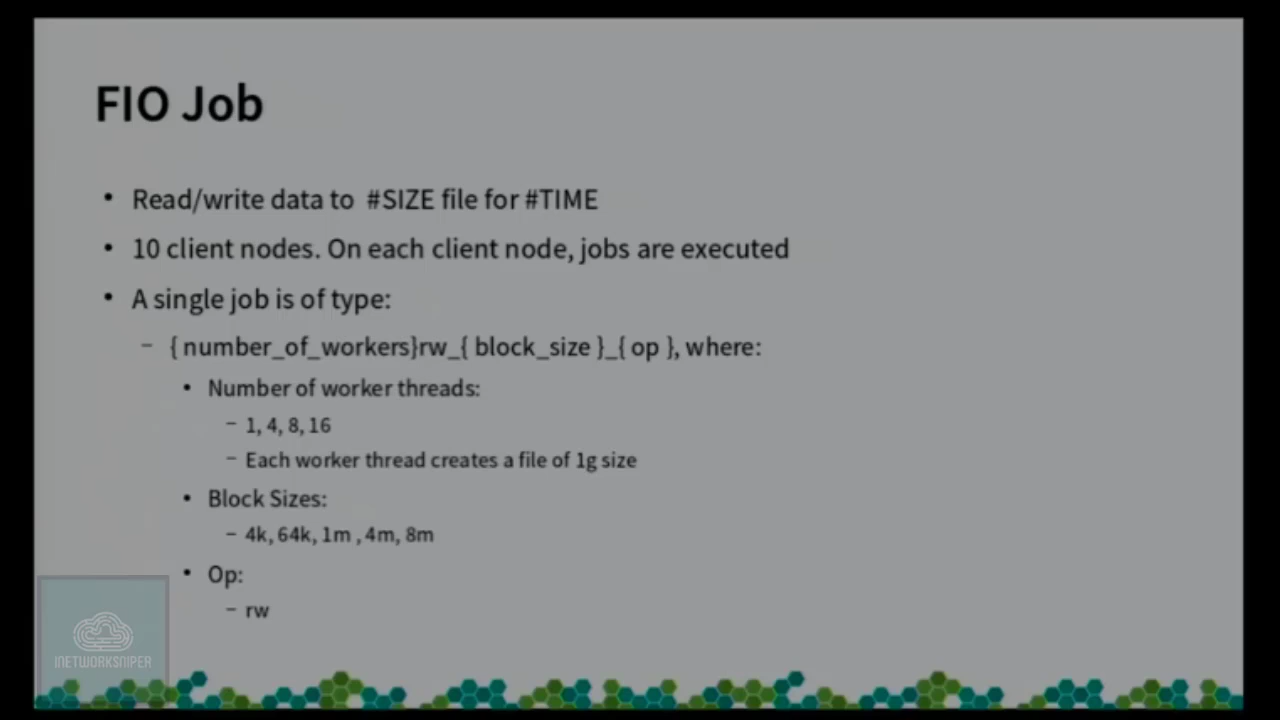 FIO Job
• Read/write data to #SIZE file for #TIME
• 10 client nodes. On each client node, jobs are executed
• A single job is of type:
– { number_of_workers}rw_{ block_size }_{ op }, where:
• Number of worker threads:
– 1, 4, 8, 16
– Each worker thread creates a file of 1g size
• Block Sizes:
– 4k, 64k, 1m , 4m, 8m
• Op:
– rw
INETWORKSNIPER